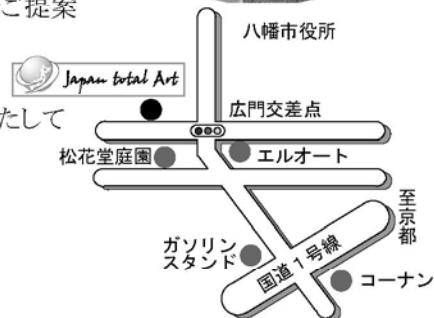 ご提案
八幡市役所
Japan total Art
たして
広門交差点
松花堂庭園
エルオート
至京都
ガソリン
スタンド
国道1号線
コーナン